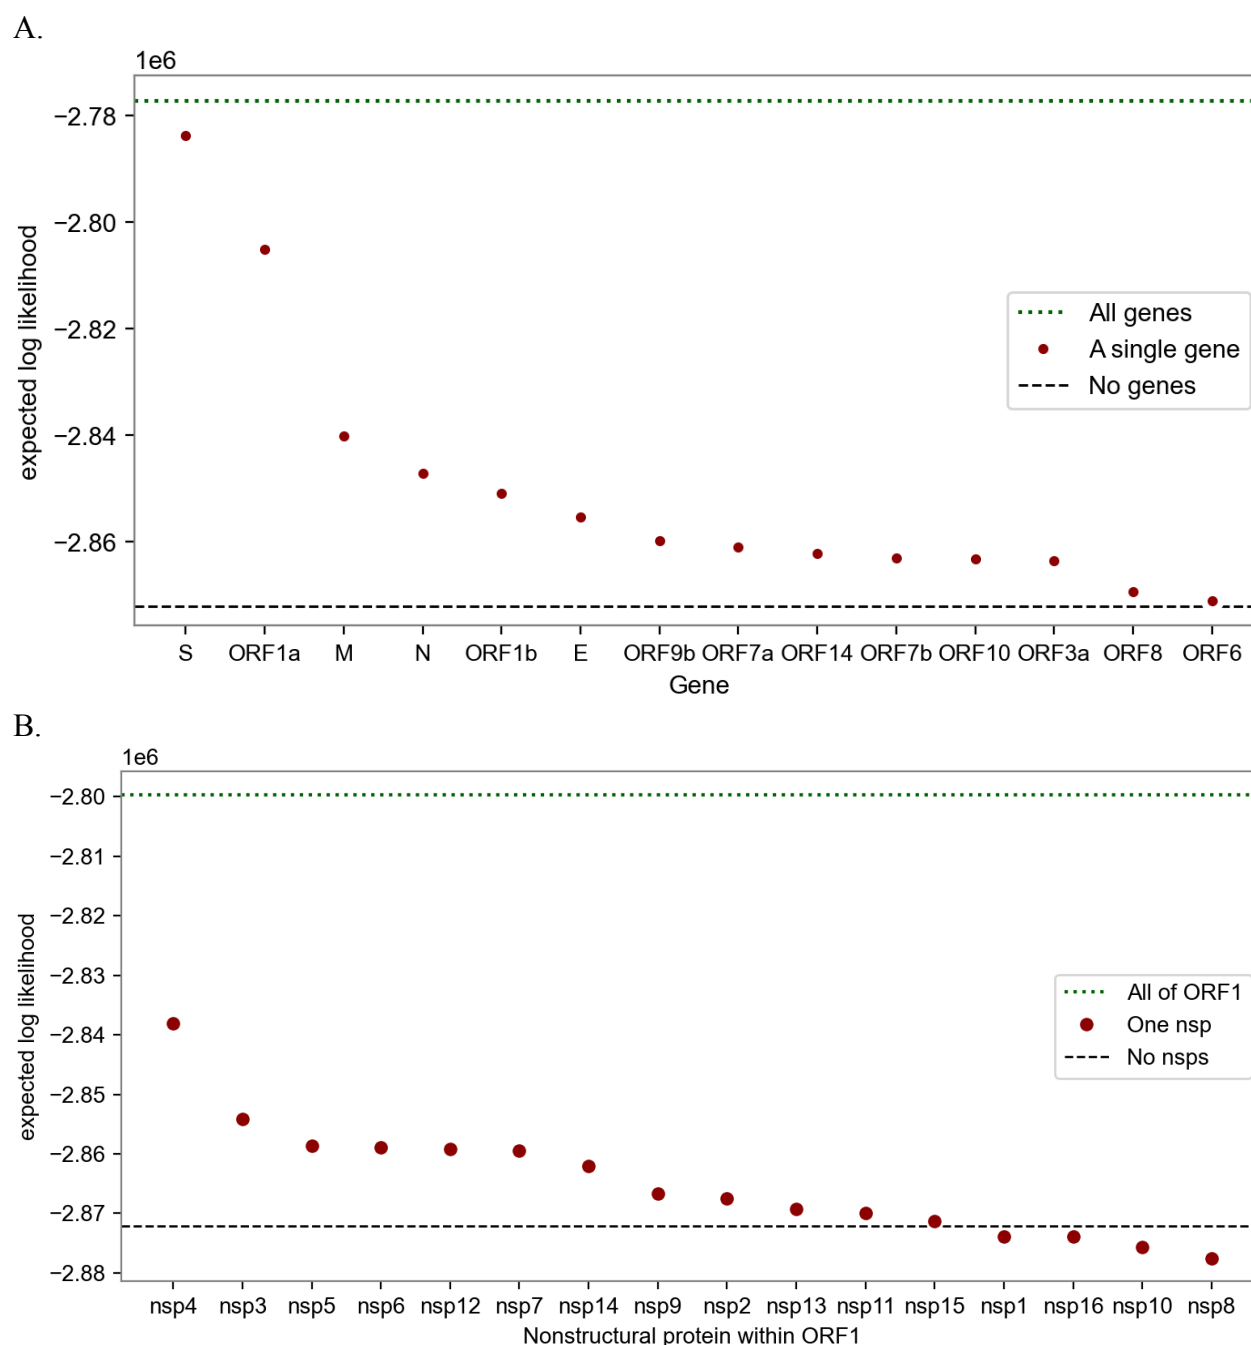 A.
1e6
−2.78
−2.80
−2.82
−2.84
−2.86
expected log likelihood
All genes
A single gene
No genes
S ORF1a M N ORF1b E ORF9b ORF7a ORF14 ORF7b ORF10 ORF3a ORF8 ORF6
Gene
B.
1e6
−2.80
−2.81
−2.82
−2.83
−2.84
−2.85
−2.86
−2.87
−2.88
expected log likelihood
All of ORF1
One nsp
No nsps
nsp4 nsp3 nsp5 nsp6 nsp12 nsp7 nsp14 nsp9 nsp2 nsp13 nsp11 nsp15 nsp1 nsp16 nsp10 nsp8
Nonstructural protein within ORF1